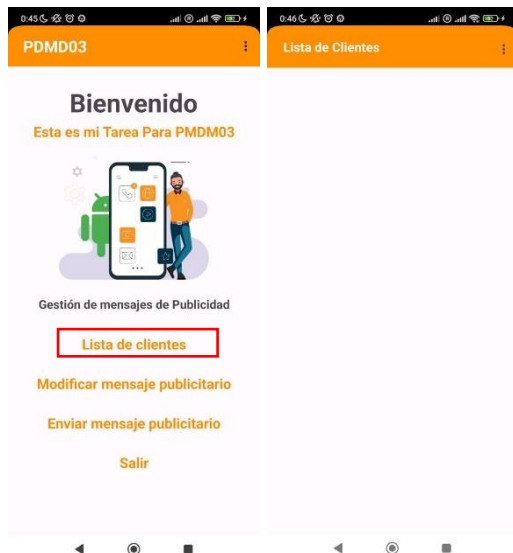 0:45
PDMD03
Bienvenido
Esta es mi Tarea Para PMDM03
Gestión de mensajes de Publicidad
Lista de clientes
Modificar mensaje publicitario
Enviar mensaje publicitario
Salir
0:46
Lista de Clientes